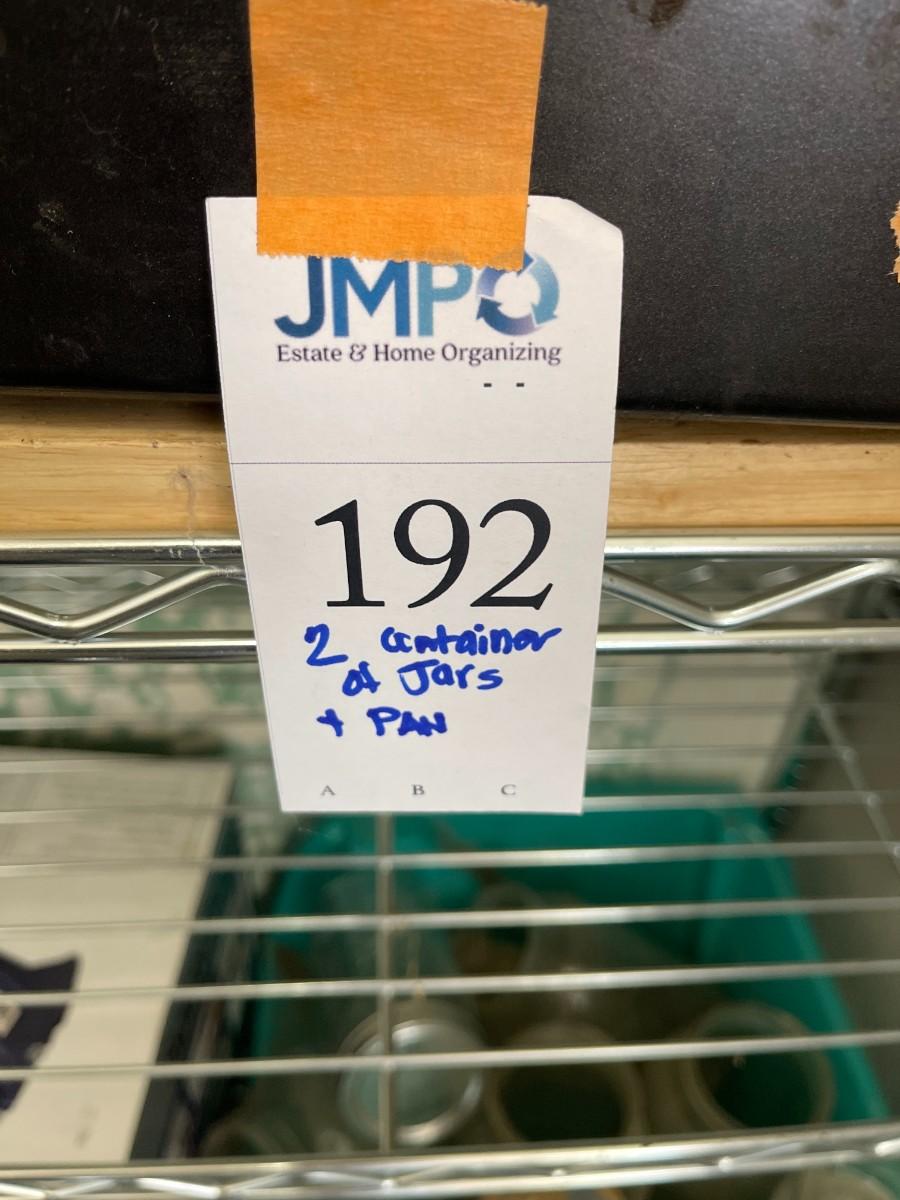 JMPO
Estate & Home Organizing
- -
192
2 container
of Jars
+ PAN
A B C